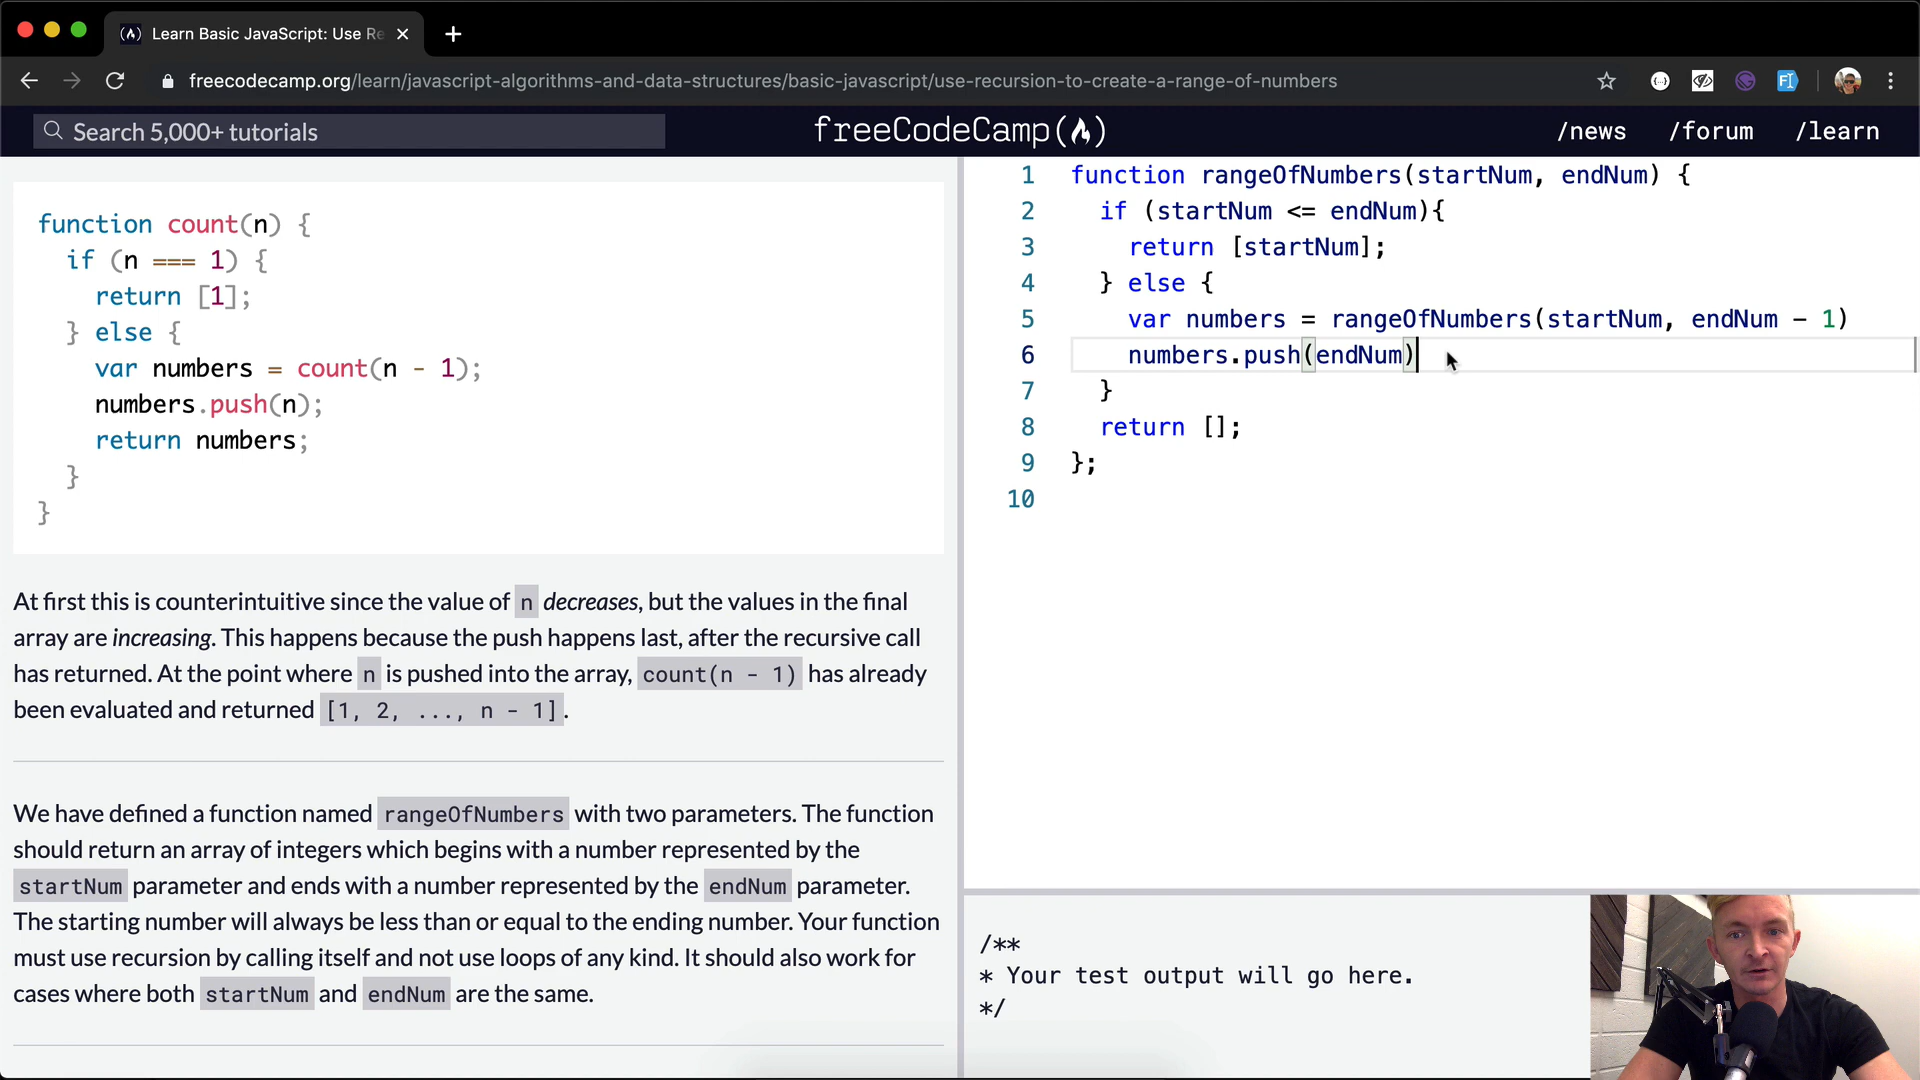 Learn Basic JavaScript: Use Re
freecodecamp.org/learn/javascript-algorithms-and-data-structures/basic-javascript/use-recursion-to-create-a-range-of-numbers
Search 5,000+ tutorials
freeCodeCamp
/news /forum /learn
function count(n) {
if (n === 1) {
return [1];
} else {
var numbers = count(n - 1);
numbers.push(n);
return numbers;
}
}
At first this is counterintuitive since the value of n decreases, but the values in the final
array are increasing. This happens because the push happens last, after the recursive call
has returned. At the point where n is pushed into the array, count(n - 1) has already
been evaluated and returned [1, 2, ..., n - 1].
We have defined a function named rangeOfNumbers with two parameters. The function
should return an array of integers which begins with a number represented by the
startNum parameter and ends with a number represented by the endNum parameter.
The starting number will always be less than or equal to the ending number. Your function
must use recursion by calling itself and not use loops of any kind. It should also work for
cases where both startNum and endNum are the same.
1 function rangeOfNumbers(startNum, endNum) {
2 if (startNum <= endNum){
3 return [startNum];
4 } else {
5 var numbers = rangeOfNumbers(startNum, endNum - 1)
6 numbers.push(endNum)
7 }
8 return [];
9 };
10
/**
* Your test output will go here.
*/